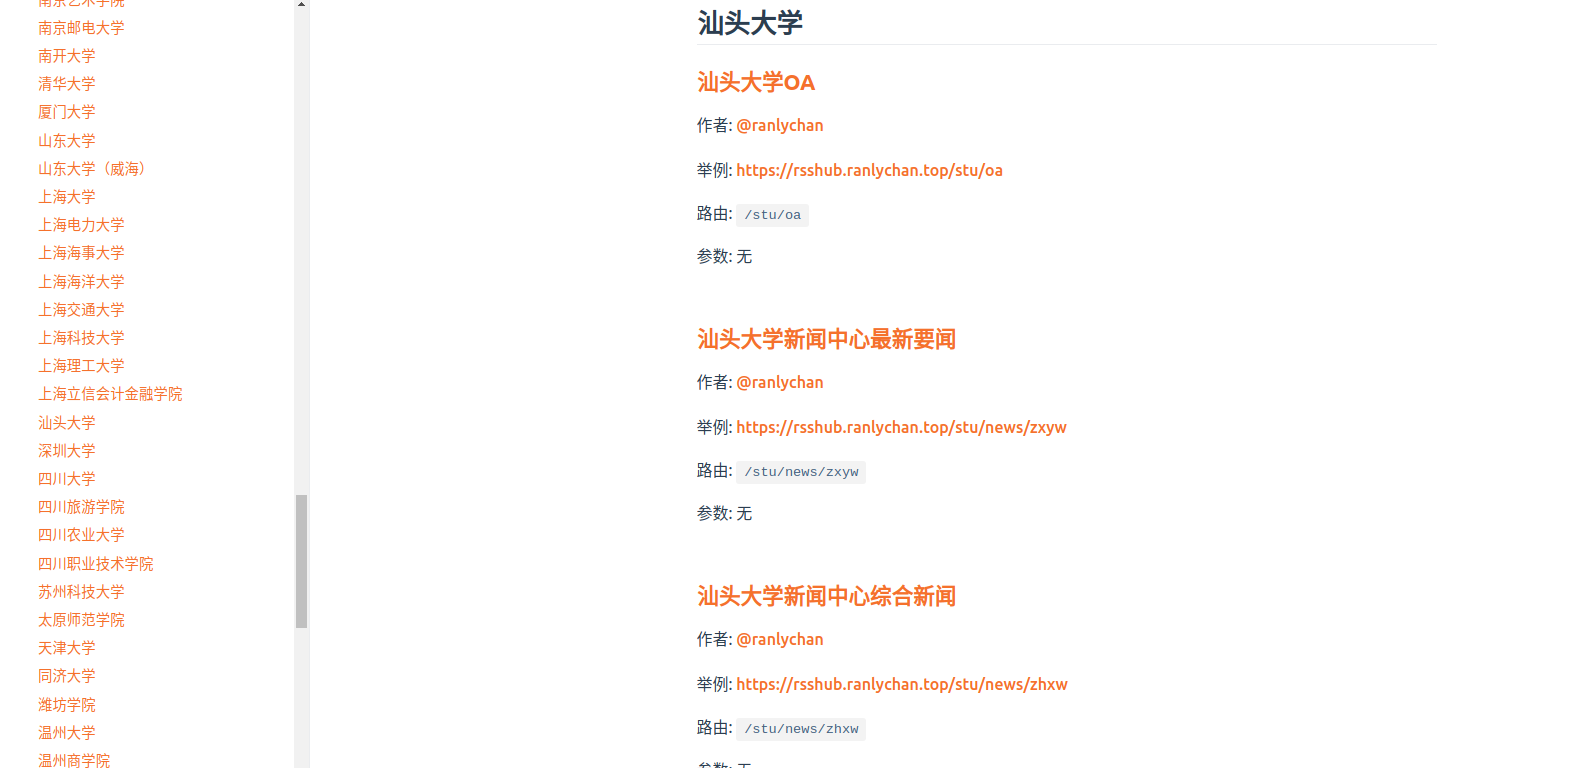 南京艺术学院
南京邮电大学
南开大学
清华大学
厦门大学
山东大学
山东大学（威海）
上海大学
上海电力大学
上海海事大学
上海海洋大学
上海交通大学
上海科技大学
上海理工大学
上海立信会计金融学院
汕头大学
深圳大学
四川大学
四川旅游学院
四川农业大学
四川职业技术学院
苏州科技大学
太原师范学院
天津大学
同济大学
潍坊学院
温州大学
温州商学院
汕头大学
汕头大学OA
作者: @ranlychan
举例: https://rsshub.ranlychan.top/stu/oa
路由: /stu/oa
参数: 无
汕头大学新闻中心最新要闻
作者: @ranlychan
举例: https://rsshub.ranlychan.top/stu/news/zxyw
路由: /stu/news/zxyw
参数: 无
汕头大学新闻中心综合新闻
作者: @ranlychan
举例: https://rsshub.ranlychan.top/stu/news/zhxw
路由: /stu/news/zhxw
参数: 无